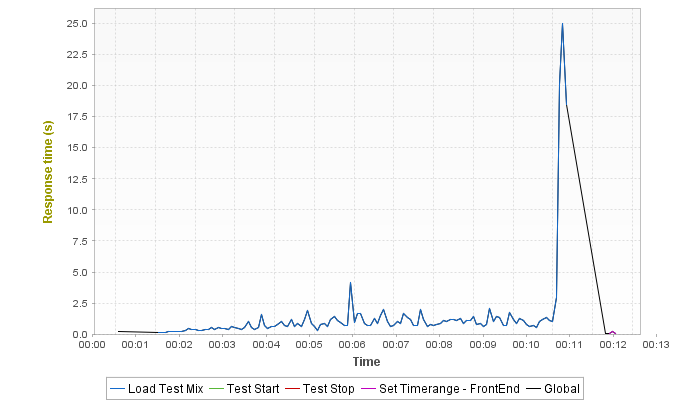 25.0
22.5
20.0
17.5
15.0
12.5
10.0
7.5
5.0
2.5
0.0
Response time (s)
00:00 00:01 00:02 00:03 00:04 00:05 00:06 00:07 00:08 00:09 00:10 00:11 00:12 00:13
Time
Load Test Mix Test Start Test Stop Set Timerange - FrontEnd Global